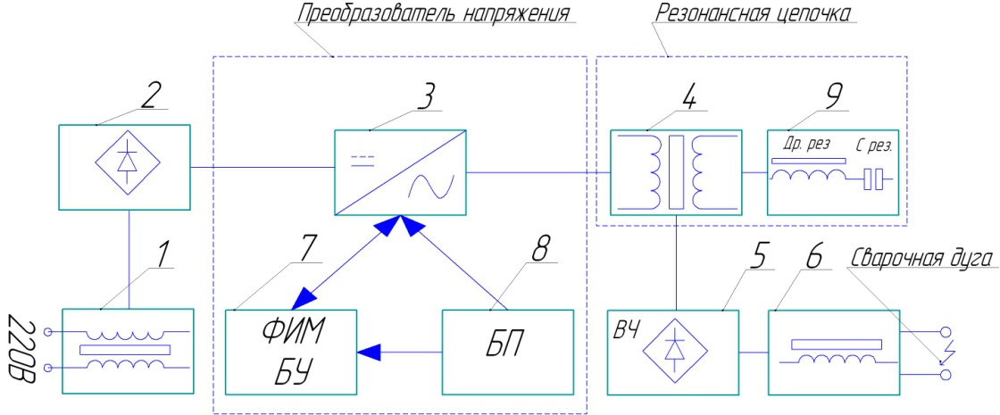 Преобразователь напряжения
Резонансная цепочка
2
3
4
9
Др. рез
С рез.
1
7
8
5
6
Сварочная дуга
220В
ФИМ
БУ
БП
ВЧ